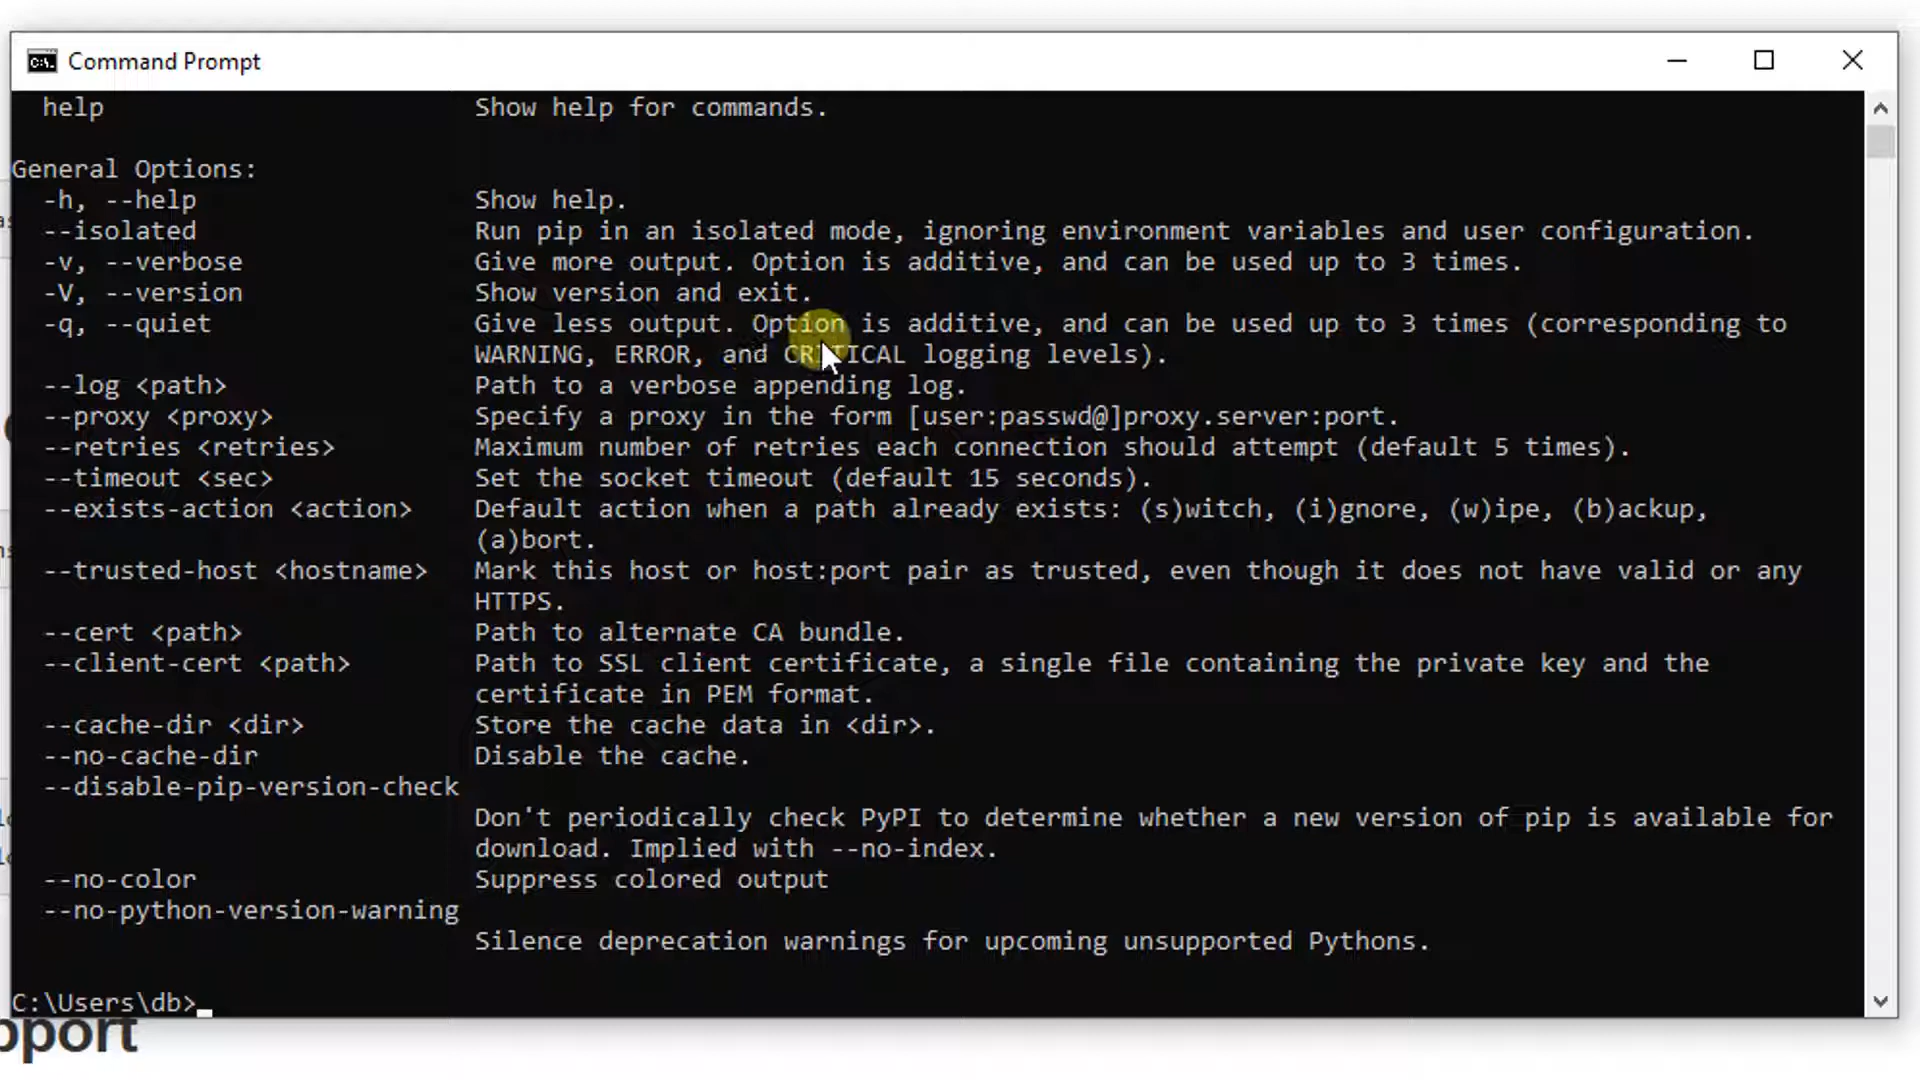 Command Prompt
help Show help for commands.
General Options:
-h, --help Show help.
--isolated Run pip in an isolated mode, ignoring environment variables and user configuration.
-v, --verbose Give more output. Option is additive, and can be used up to 3 times.
-V, --version Show version and exit.
-q, --quiet Give less output. Option is additive, and can be used up to 3 times (corresponding to
WARNING, ERROR, and CRITICAL logging levels).
--log <path> Path to a verbose appending log.
--proxy <proxy> Specify a proxy in the form [user:passwd@]proxy.server:port.
--retries <retries> Maximum number of retries each connection should attempt (default 5 times).
--timeout <sec> Set the socket timeout (default 15 seconds).
--exists-action <action> Default action when a path already exists: (s)witch, (i)gnore, (w)ipe, (b)ackup,
(a)bort.
--trusted-host <hostname> Mark this host or host:port pair as trusted, even though it does not have valid or any
HTTPS.
--cert <path> Path to alternate CA bundle.
--client-cert <path> Path to SSL client certificate, a single file containing the private key and the
certificate in PEM format.
--cache-dir <dir> Store the cache data in <dir>.
--no-cache-dir Disable the cache.
--disable-pip-version-check
Don't periodically check PyPI to determine whether a new version of pip is available for
download. Implied with --no-index.
--no-color Suppress colored output
--no-python-version-warning
Silence deprecation warnings for upcoming unsupported Pythons.
C:\Users\db>
pport